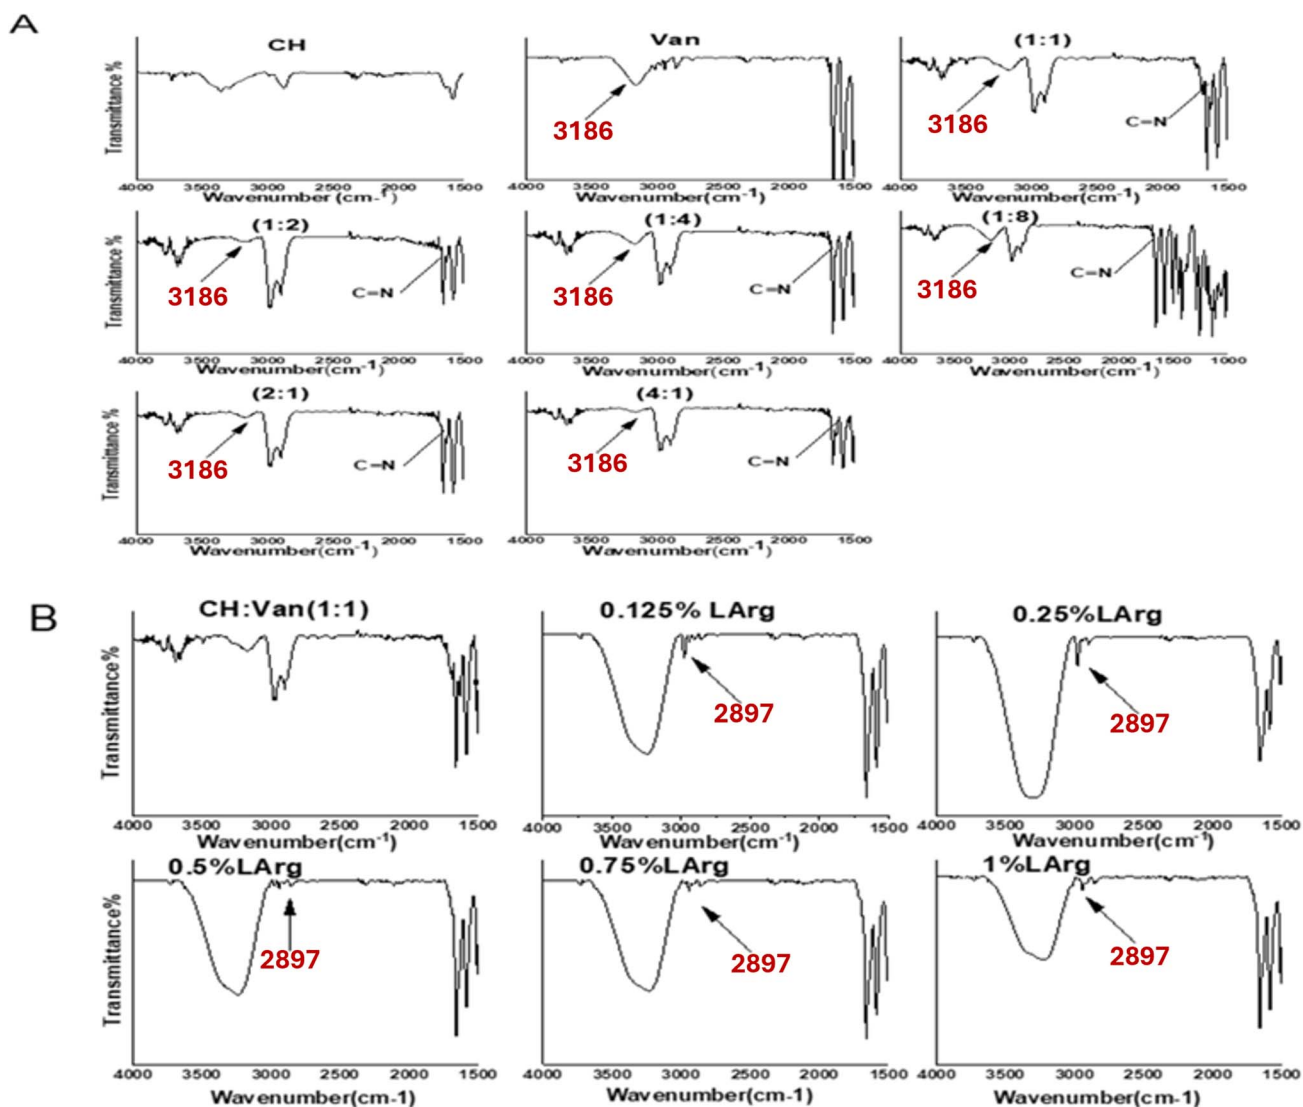 A
CH
Van
(1:1)
Transmittance %
3186
3186
C=N
4000 3500 3000 2500 2000 1500
Wavenumber (cm-1)
4000 3500 3000 2500 2000 1500
Wavenumber(cm-1)
4000 3500 3000 2500 2000 1500
Wavenumber(cm-1)
(1:2)
(1:4)
(1:8)
Transmittance %
3186
C=N
3186
C=N
3186
C=N
4000 3500 3000 2500 2000 1500
Wavenumber(cm-1)
4000 3500 3000 2500 2000 1500
Wavenumber(cm-1)
4000 3500 3000 2500 2000 1500 1000
Wavenumber(cm-1)
(2:1)
(4:1)
Transmittance %
3186
C=N
3186
C=N
4000 3500 3000 2500 2000 1500
Wavenumber(cm-1)
4000 3500 3000 2500 2000 1500
Wavenumber(cm-1)
B
CH:Van(1:1)
0.125% LArg
0.25%LArg
Transmittance%
2897
2897
4000 3500 3000 2500 2000 1500
Wavenumber(cm-1)
4000 3500 3000 2500 2000 1500
Wavenumber(cm-1)
4000 3500 3000 2500 2000 1500
Wavenumber(cm-1)
0.5%LArg
0.75%LArg
1%LArg
Transmittance%
2897
2897
2897
4000 3500 3000 2500 2000 1500
Wavenumber(cm-1)
4000 3500 3000 2500 2000 1500
Wavenumber(cm-1)
4000 3500 3000 2500 2000 1500
Wavenumber(cm-1)